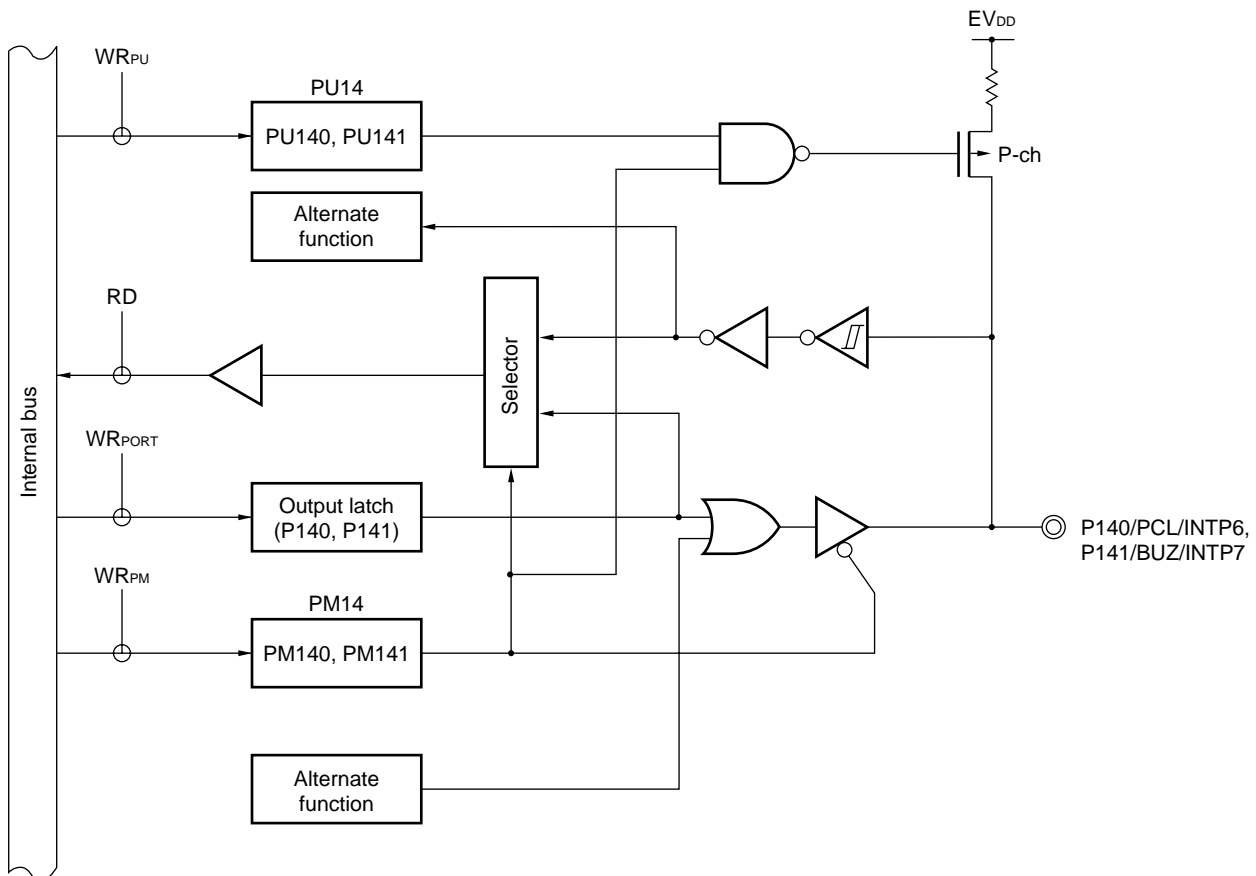 EVDD
WRPU
PU14
PU140, PU141
P-ch
Alternate
function
RD
Selector
Internal bus
WRPORT
Output latch
(P140, P141)
P140/PCL/INTP6,
P141/BUZ/INTP7
WRPM
PM14
PM140, PM141
Alternate
function